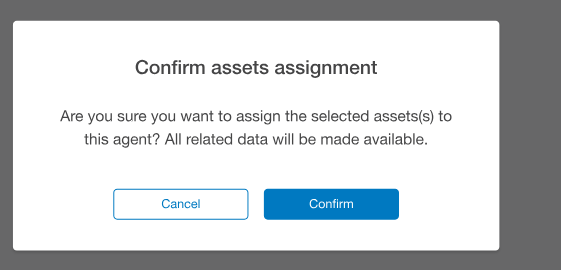 Confirm assets assignment
Are you sure you want to assign the selected assets(s) to
this agent? All related data will be made available.
Cancel
Confirm